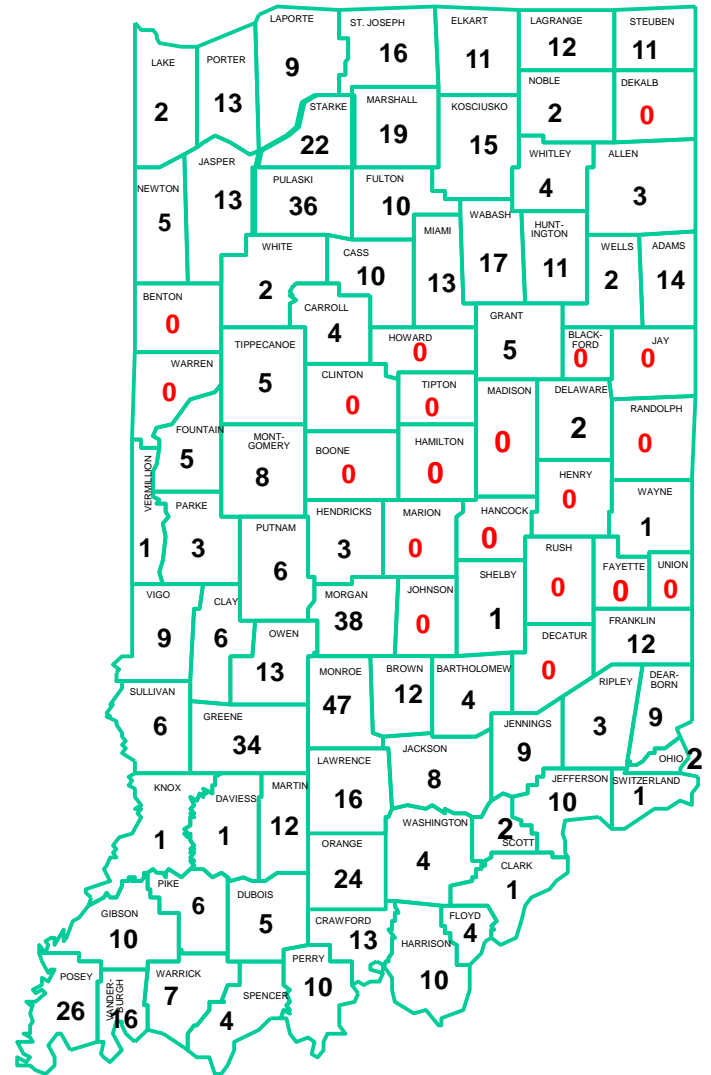 LAPORTE
9
ST. JOSEPH
16
ELKART
11
LAGRANGE
12
STEUBEN
11
LAKE
2
PORTER
13
NOBLE
2
DEKALB
0
STARKE
22
MARSHALL
19
KOSCIUSKO
15
WHITLEY
4
ALLEN
3
NEWTON
5
JASPER
13
PULASKI
36
FULTON
10
MIAMI
13
WABASH
17
HUNT-
INGTON
11
WELLS
2
ADAMS
14
WHITE
2
CASS
10
BENTON
0
CARROLL
4
GRANT
5
BLACK-
FORD
0
JAY
0
WARREN
0
TIPPECANOE
5
HOWARD
0
CLINTON
0
TIPTON
0
MADISON
0
DELAWARE
2
RANDOLPH
0
FOUNTAIN
5
MONT-
GOMERY
8
BOONE
0
HAMILTON
0
HENRY
0
WAYNE
1
VERMILLION
1
PARKE
3
PUTNAM
6
HENDRICKS
3
MARION
0
HANCOCK
0
SHELBY
1
RUSH
0
FAYETTE
0
UNION
0
VIGO
9
CLAY
6
OWEN
13
MORGAN
38
JOHNSON
0
DECATUR
0
FRANKLIN
12
SULLIVAN
6
GREENE
34
MONROE
47
BROWN
12
BARTHOLOMEW
4
JENNINGS
9
RIPLEY
3
DEAR-
BORN
9
OHIO 2
KNOX
1
DAVIESS
1
MARTIN
12
LAWRENCE
16
JACKSON
8
JEFFERSON
10
SWITZERLAND
1
ORANGE
24
WASHINGTON
4
2
SCOTT
CLARK
1
PIKE
6
DUBOIS
5
GIBSON
10
CRAWFORD
13
FLOYD
4
HARRISON
10
POSEY
26
VANDER-
BURGH
16
WARRICK
7
SPENCER
4
PERRY
10